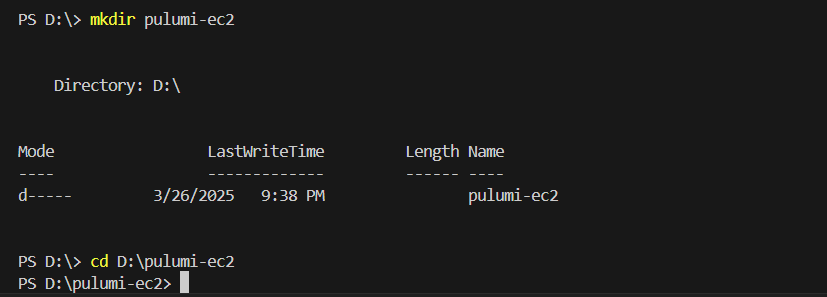 PS D:\> mkdir pulumi-ec2
Directory: D:\
Mode LastWriteTime Length Name
---- ------------- ------ ----
d----- 3/26/2025 9:38 PM pulumi-ec2
PS D:\> cd D:\pulumi-ec2
PS D:\pulumi-ec2>